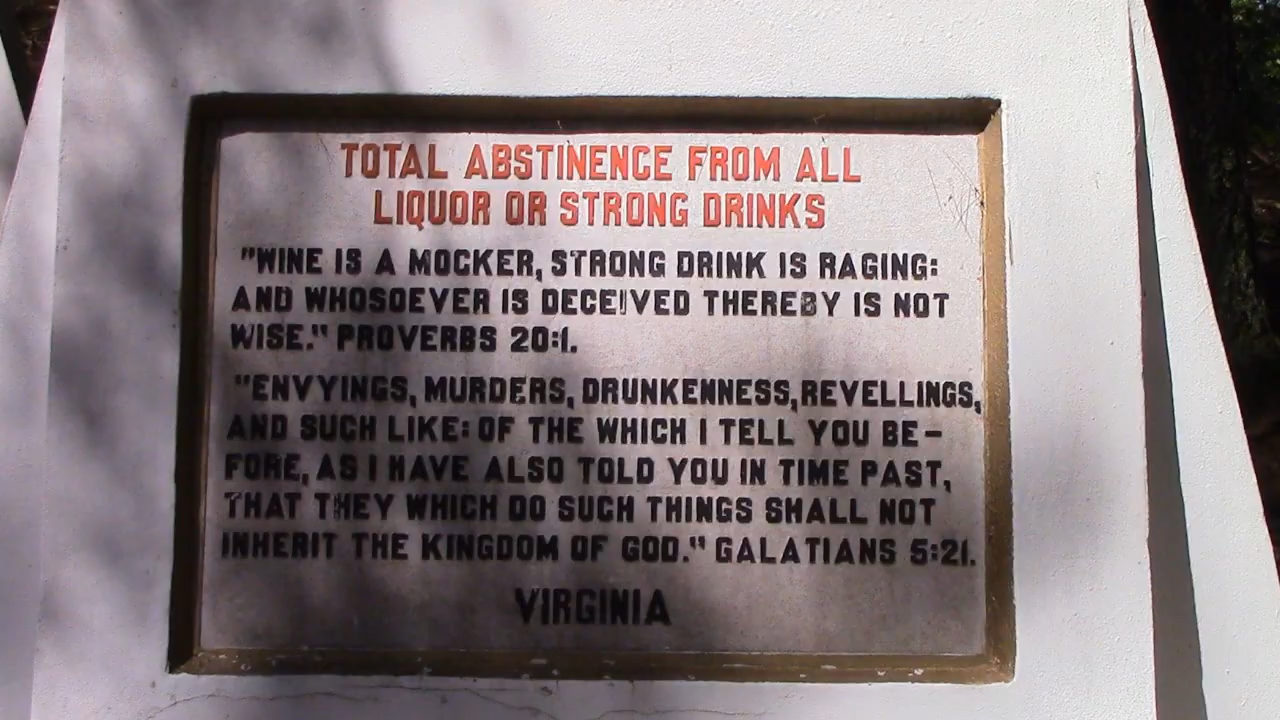 TOTAL ABSTINENCE FROM ALL
LIQUOR OR STRONG DRINKS
"WINE IS A MOCKER, STRONG DRINK IS RAGING:
AND WHOSOEVER IS DECEIVED THEREBY IS NOT
WISE." PROVERBS 20:1.
"ENVYINGS, MURDERS, DRUNKENNESS, REVELLINGS,
AND SUCH LIKE: OF THE WHICH I TELL YOU BE-
FORE, AS I HAVE ALSO TOLD YOU IN TIME PAST,
THAT THEY WHICH DO SUCH THINGS SHALL NOT
INHERIT THE KINGDOM OF GOD." GALATIANS 5:21.
VIRGINIA